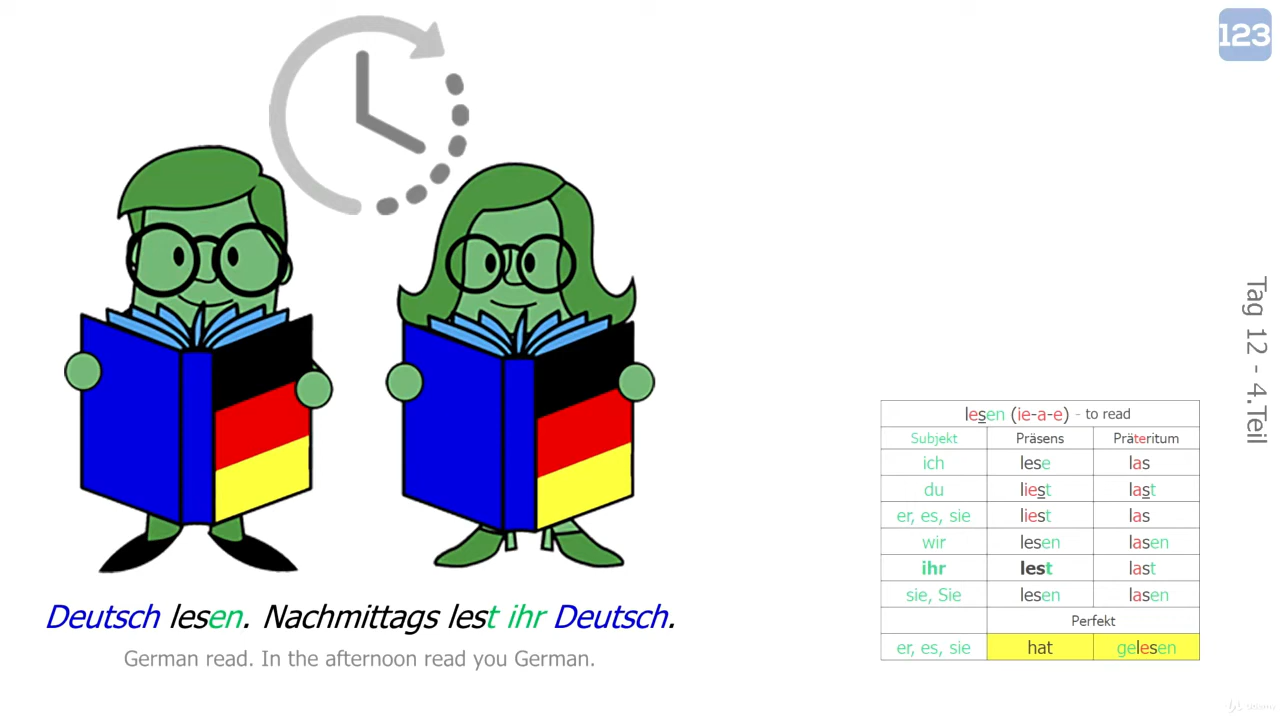 123
Tag 12 - 4.Teil
lesen (ie-a-e) - to read
Subjekt Präsens Präteritum
ich lese las
du liest last
er, es, sie liest las
wir lesen lasen
ihr lest last
sie, Sie lesen lasen
Perfekt
er, es, sie hat gelesen
Deutsch lesen. Nachmittags lest ihr Deutsch.
German read. In the afternoon read you German.